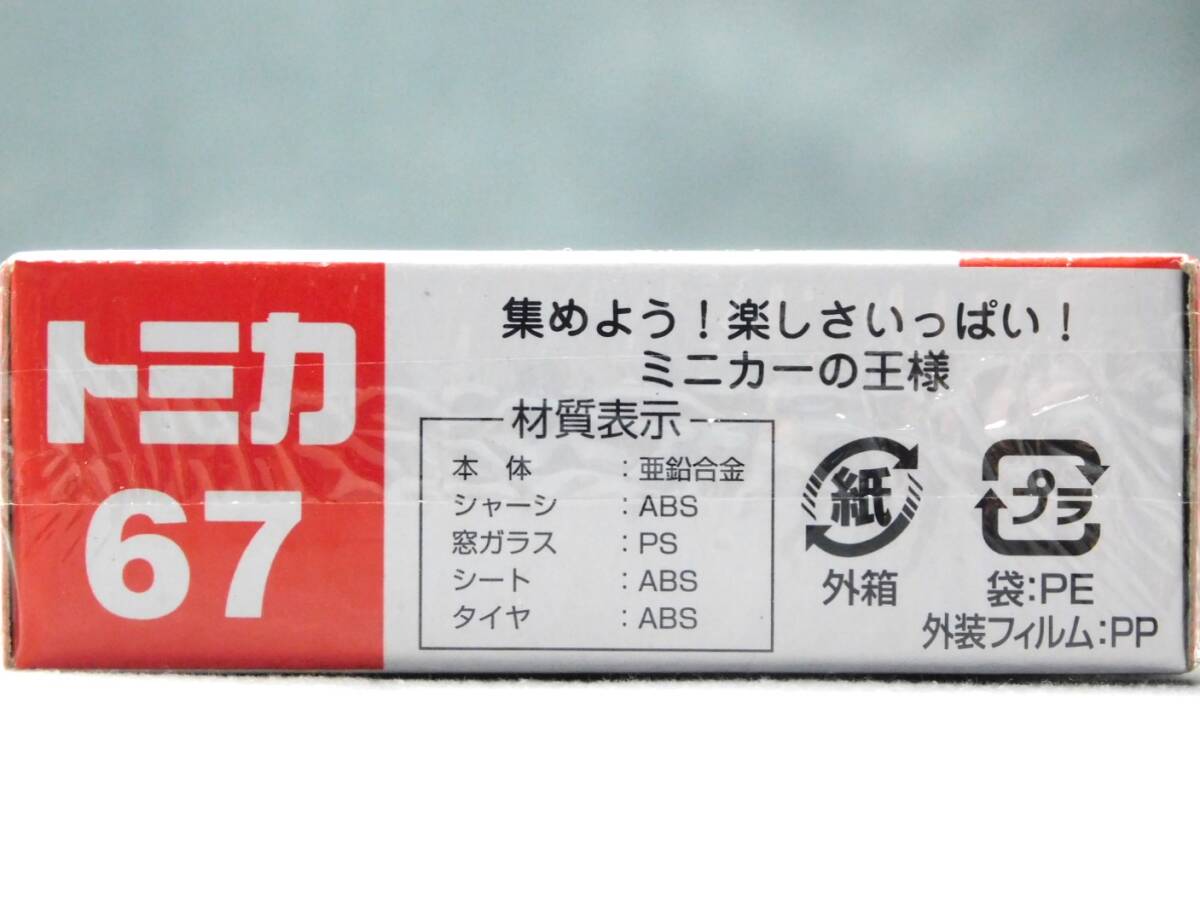 トミカ
67
集めよう!楽しさいっぱい!
ミニカーの王様
材質表示
本体 :亜鉛合金
シャーシ :ABS
窓ガラス :PS
シート :ABS
タイヤ :ABS
紙
外箱
プラ
袋:PE
外装フィルム:PP